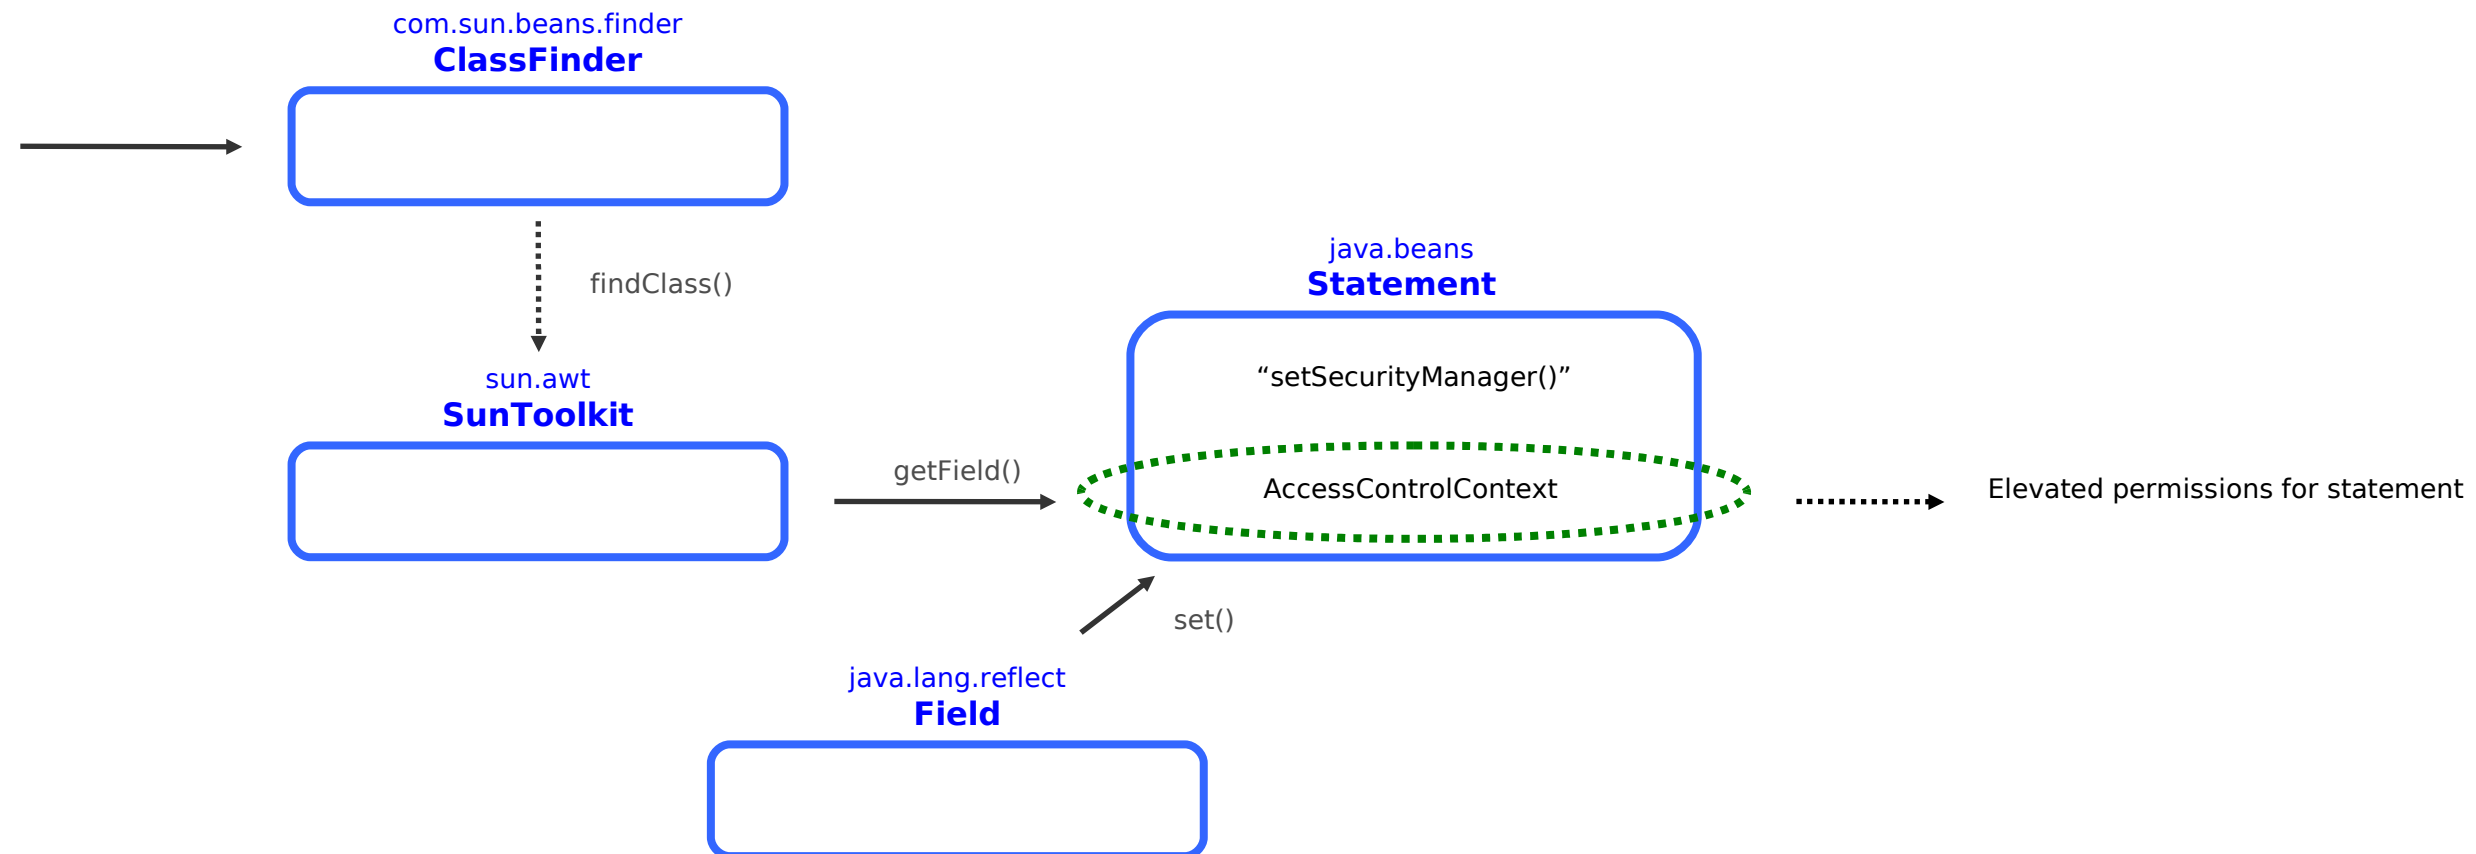 com.sun.beans.finder
ClassFinder
findClass()
java.beans
Statement
“setSecurityManager()”
sun.awt
SunToolkit
getField()
AccessControlContext
Elevated permissions for statement
set()
java.lang.reflect
Field